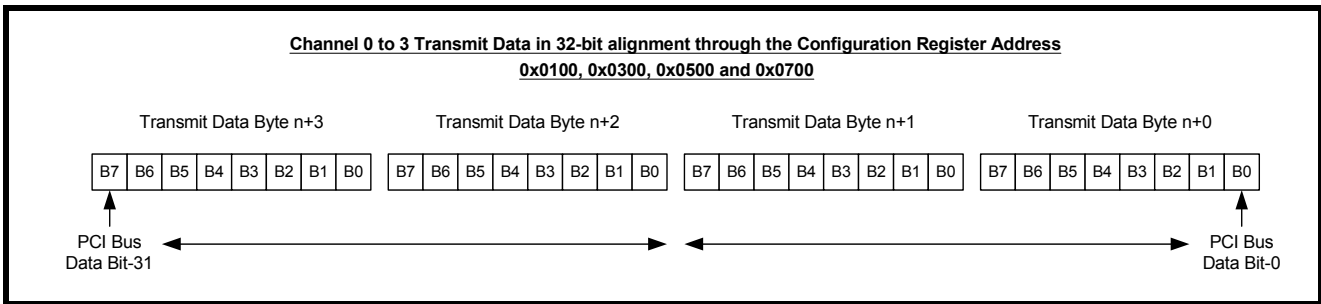 Channel 0 to 3 Transmit Data in 32-bit alignment through the Configuration Register Address
0x0100, 0x0300, 0x0500 and 0x0700
Transmit Data Byte n+3 Transmit Data Byte n+2 Transmit Data Byte n+1 Transmit Data Byte n+0
B7 B6 B5 B4 B3 B2 B1 B0 B7 B6 B5 B4 B3 B2 B1 B0 B7 B6 B5 B4 B3 B2 B1 B0 B7 B6 B5 B4 B3 B2 B1 B0
PCI Bus PCI Bus
Data Bit-31 Data Bit-0